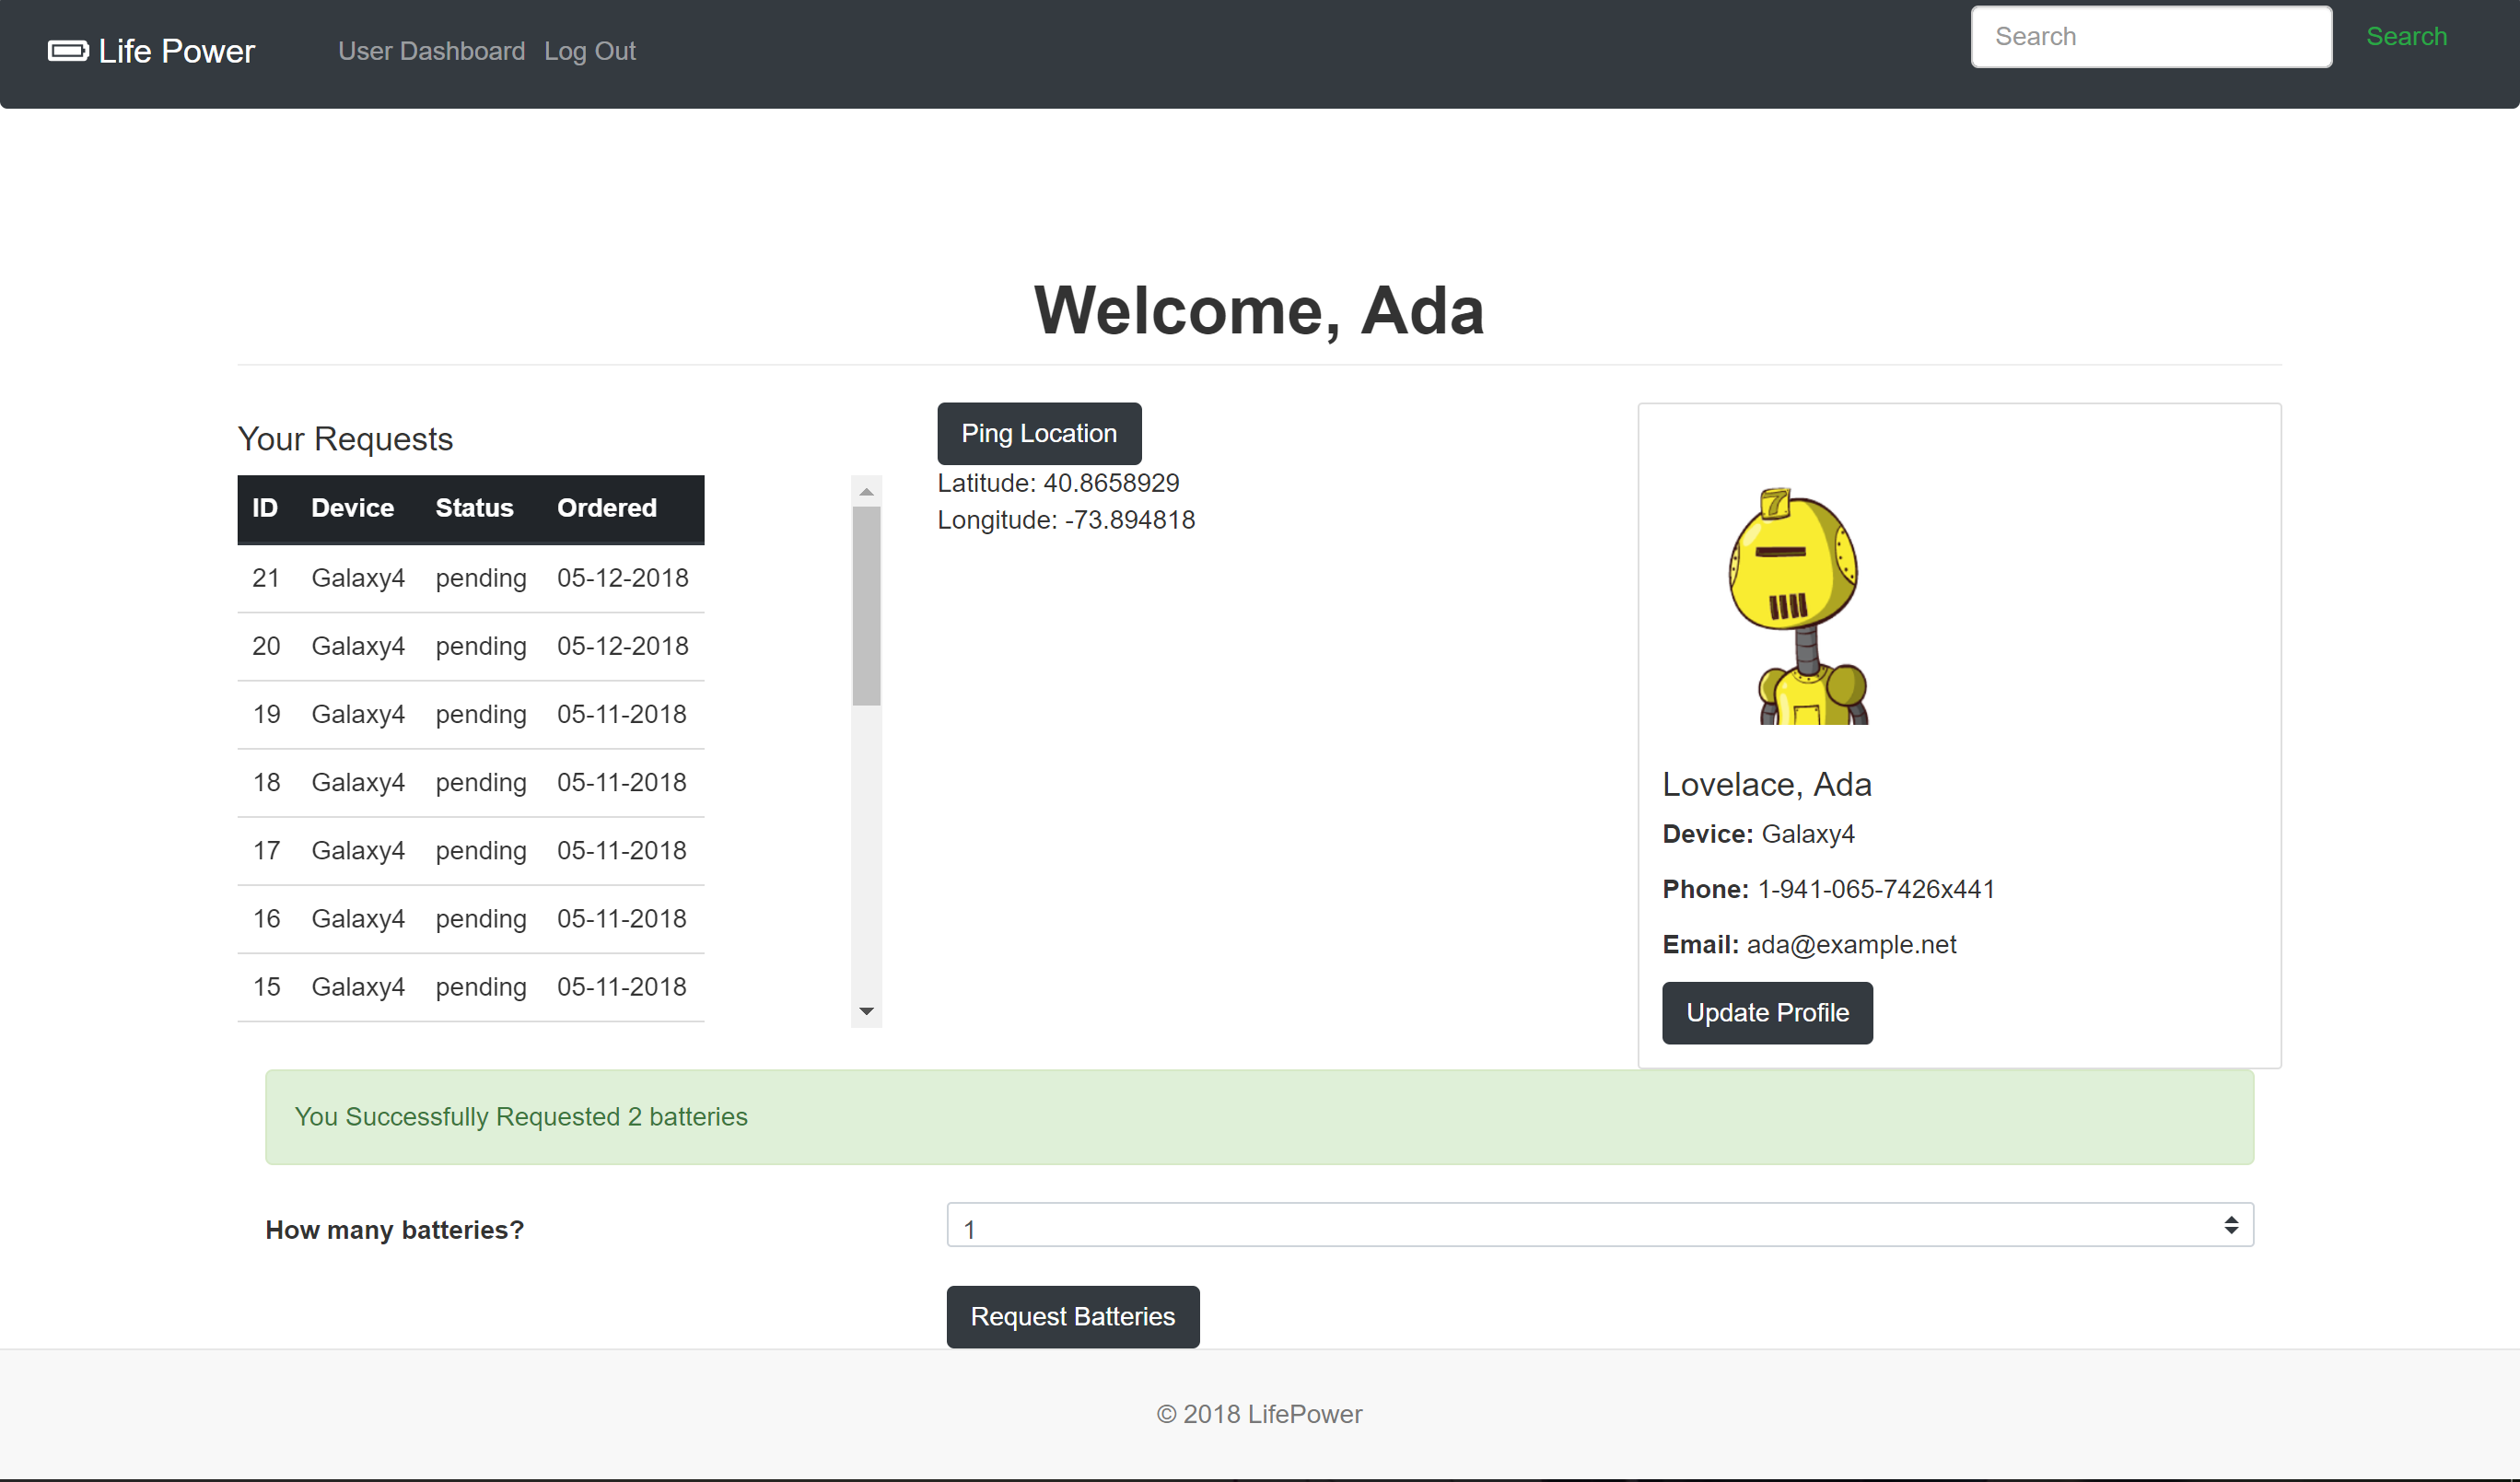 Life Power
User Dashboard Log Out
Search
Search
Welcome, Ada
Your Requests
ID Device Status Ordered
21 Galaxy4 pending 05-12-2018
20 Galaxy4 pending 05-12-2018
19 Galaxy4 pending 05-11-2018
18 Galaxy4 pending 05-11-2018
17 Galaxy4 pending 05-11-2018
16 Galaxy4 pending 05-11-2018
15 Galaxy4 pending 05-11-2018
Ping Location
Latitude: 40.8658929
Longitude: -73.894818
7
Lovelace, Ada
Device: Galaxy4
Phone: 1-941-065-7426x441
Email: ada@example.net
Update Profile
You Successfully Requested 2 batteries
How many batteries?
1
Request Batteries
© 2018 LifePower